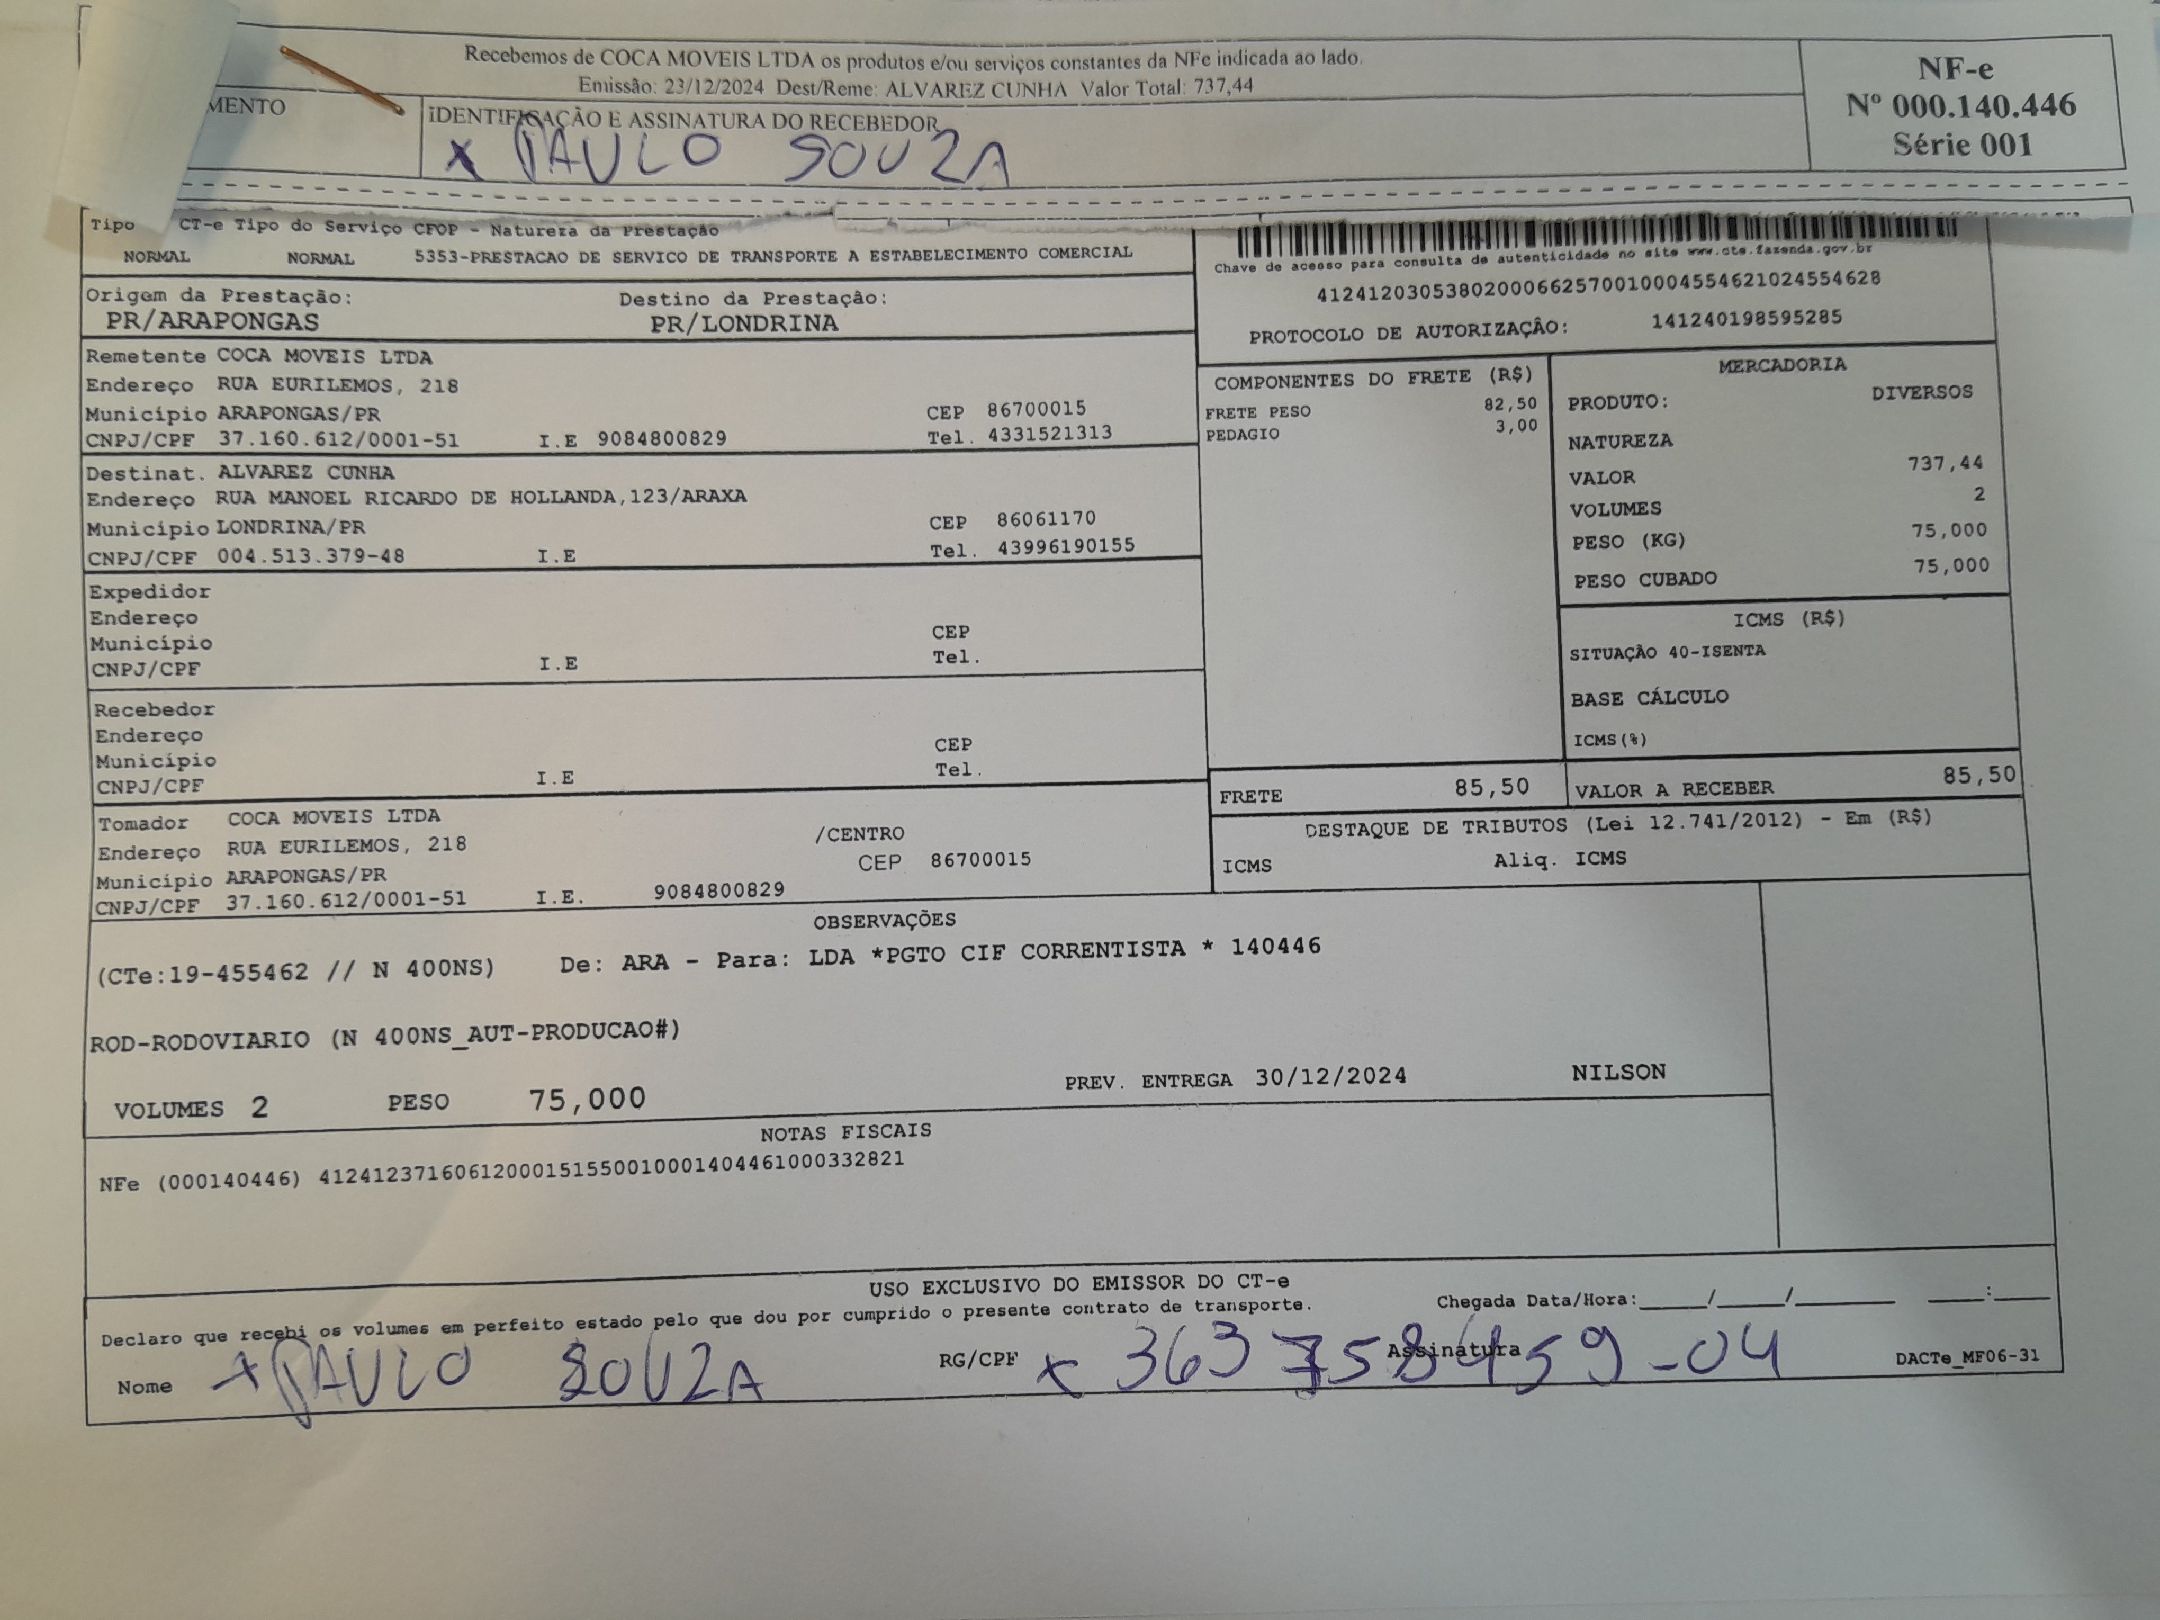 Recebemos de COCA MOVEIS LTDA os produtos e/ou serviços constantes da NFe indicada ao lado.
Emissão: 23/12/2024 Dest/Reme: ALVAREZ CUNHA Valor Total: 737,44
MENTO
IDENTIFICAÇÃO E ASSINATURA DO RECEBEDOR
x PAULO SOUZA
NF-e
Nº 000.140.446
Série 001
Tipo CT-e Tipo do Serviço CFOP - Natureza da Prestação
NORMAL NORMAL 5353-PRESTACAO DE SERVICO DE TRANSPORTE A ESTABELECIMENTO COMERCIAL
Origem da Prestação: Destino da Prestação:
PR/ARAPONGAS PR/LONDRINA
Chave de acesso para consulta de autenticidade no site www.cte.fazenda.gov.br
41241203053802000662570010004554621024554628
PROTOCOLO DE AUTORIZAÇÃO: 141240198595285
Remetente COCA MOVEIS LTDA
Endereço RUA EURILEMOS, 218
Município ARAPONGAS/PR CEP 86700015
CNPJ/CPF 37.160.612/0001-51 I.E 9084800829 Tel. 4331521313
Destinat. ALVAREZ CUNHA
Endereço RUA MANOEL RICARDO DE HOLLANDA,123/ARAXA
Município LONDRINA/PR CEP 86061170
CNPJ/CPF 004.513.379-48 I.E Tel. 43996190155
Expedidor
Endereço
Município CEP
CNPJ/CPF I.E Tel.
Recebedor
Endereço
Município CEP
CNPJ/CPF I.E Tel.
Tomador COCA MOVEIS LTDA
Endereço RUA EURILEMOS, 218 /CENTRO
Município ARAPONGAS/PR CEP 86700015
CNPJ/CPF 37.160.612/0001-51 I.E. 9084800829
COMPONENTES DO FRETE (R$)
FRETE PESO 82,50
PEDAGIO 3,00
MERCADORIA
PRODUTO: DIVERSOS
NATUREZA
VALOR 737,44
VOLUMES 2
PESO (KG) 75,000
PESO CUBADO 75,000
ICMS (R$)
SITUAÇÃO 40-ISENTA
BASE CÁLCULO
ICMS(%)
FRETE 85,50 VALOR A RECEBER 85,50
DESTAQUE DE TRIBUTOS (Lei 12.741/2012) - Em (R$)
ICMS Aliq. ICMS
OBSERVAÇÕES
(CTe:19-455462 // N 400NS) De: ARA - Para: LDA *PGTO CIF CORRENTISTA * 140446
ROD-RODOVIARIO (N 400NS_AUT-PRODUCAO#)
VOLUMES 2 PESO 75,000 PREV. ENTREGA 30/12/2024 NILSON
NOTAS FISCAIS
NFe (000140446) 41241237160612000151550010001404461000332821
USO EXCLUSIVO DO EMISSOR DO CT-e
Declaro que recebi os volumes em perfeito estado pelo que dou por cumprido o presente contrato de transporte. Chegada Data/Hora:_____/_____/_______ ____:____
Nome x PAULO SOUZA RG/CPF x 363 758459-04 Assinatura DACTe_MF06-31